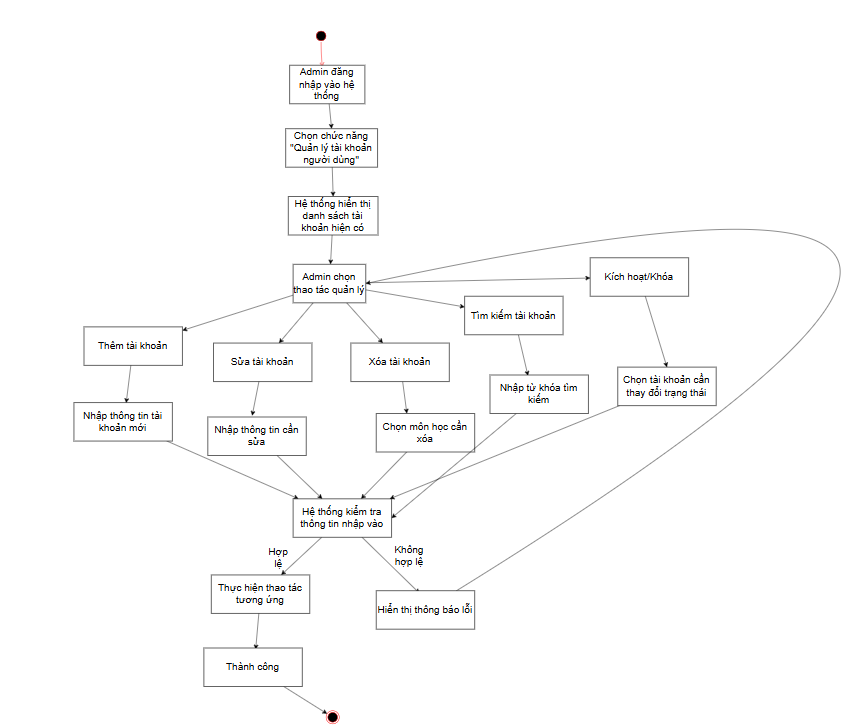 Admin đăng
nhập vào hệ
thống
Chọn chức năng
"Quản lý tài khoản
người dùng"
Hệ thống hiển thị
danh sách tài
khoản hiện có
Admin chọn
thao tác quản lý
Kích hoạt/Khóa
Tìm kiếm tài khoản
Thêm tài khoản
Sửa tài khoản
Xóa tài khoản
Chọn tài khoản cần
thay đổi trạng thái
Nhập từ khóa tìm
kiếm
Nhập thông tin tài
khoản mới
Nhập thông tin cần
sửa
Chọn môn học cần
xóa
Hệ thống kiểm tra
thông tin nhập vào
Hợp
lệ
Không
hợp lệ
Thực hiện thao tác
tương ứng
Hiển thị thông báo lỗi
Thành công